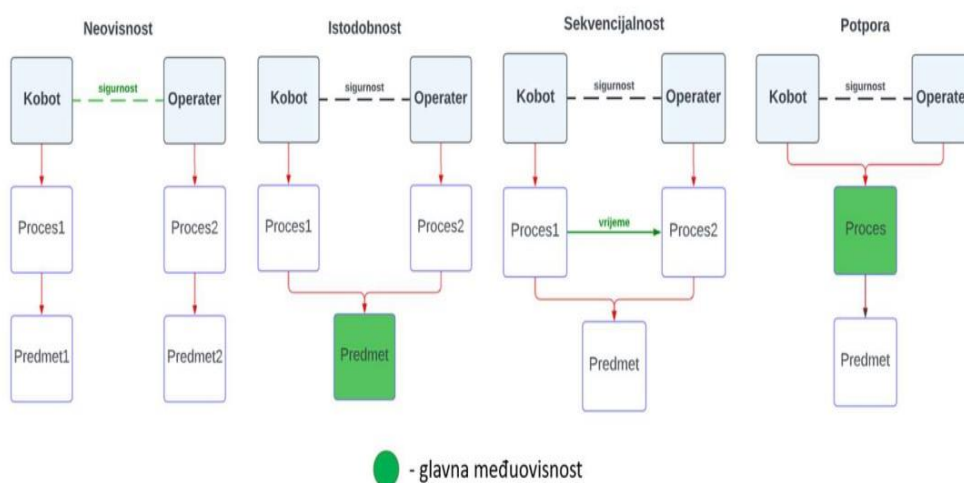 Neovisnost
Istodobnost
Sekvencijalnost
Potpora
Kobot
sigurnost
Operater
Kobot
sigurnost
Operater
Kobot
sigurnost
Operater
Kobot
sigurnost
Operate
Proces1
Proces2
Proces1
Proces2
Proces1
vrijeme
Proces2
Proces
Predmet1
Predmet2
Predmet
Predmet
Predmet
- glavna međuovisnost